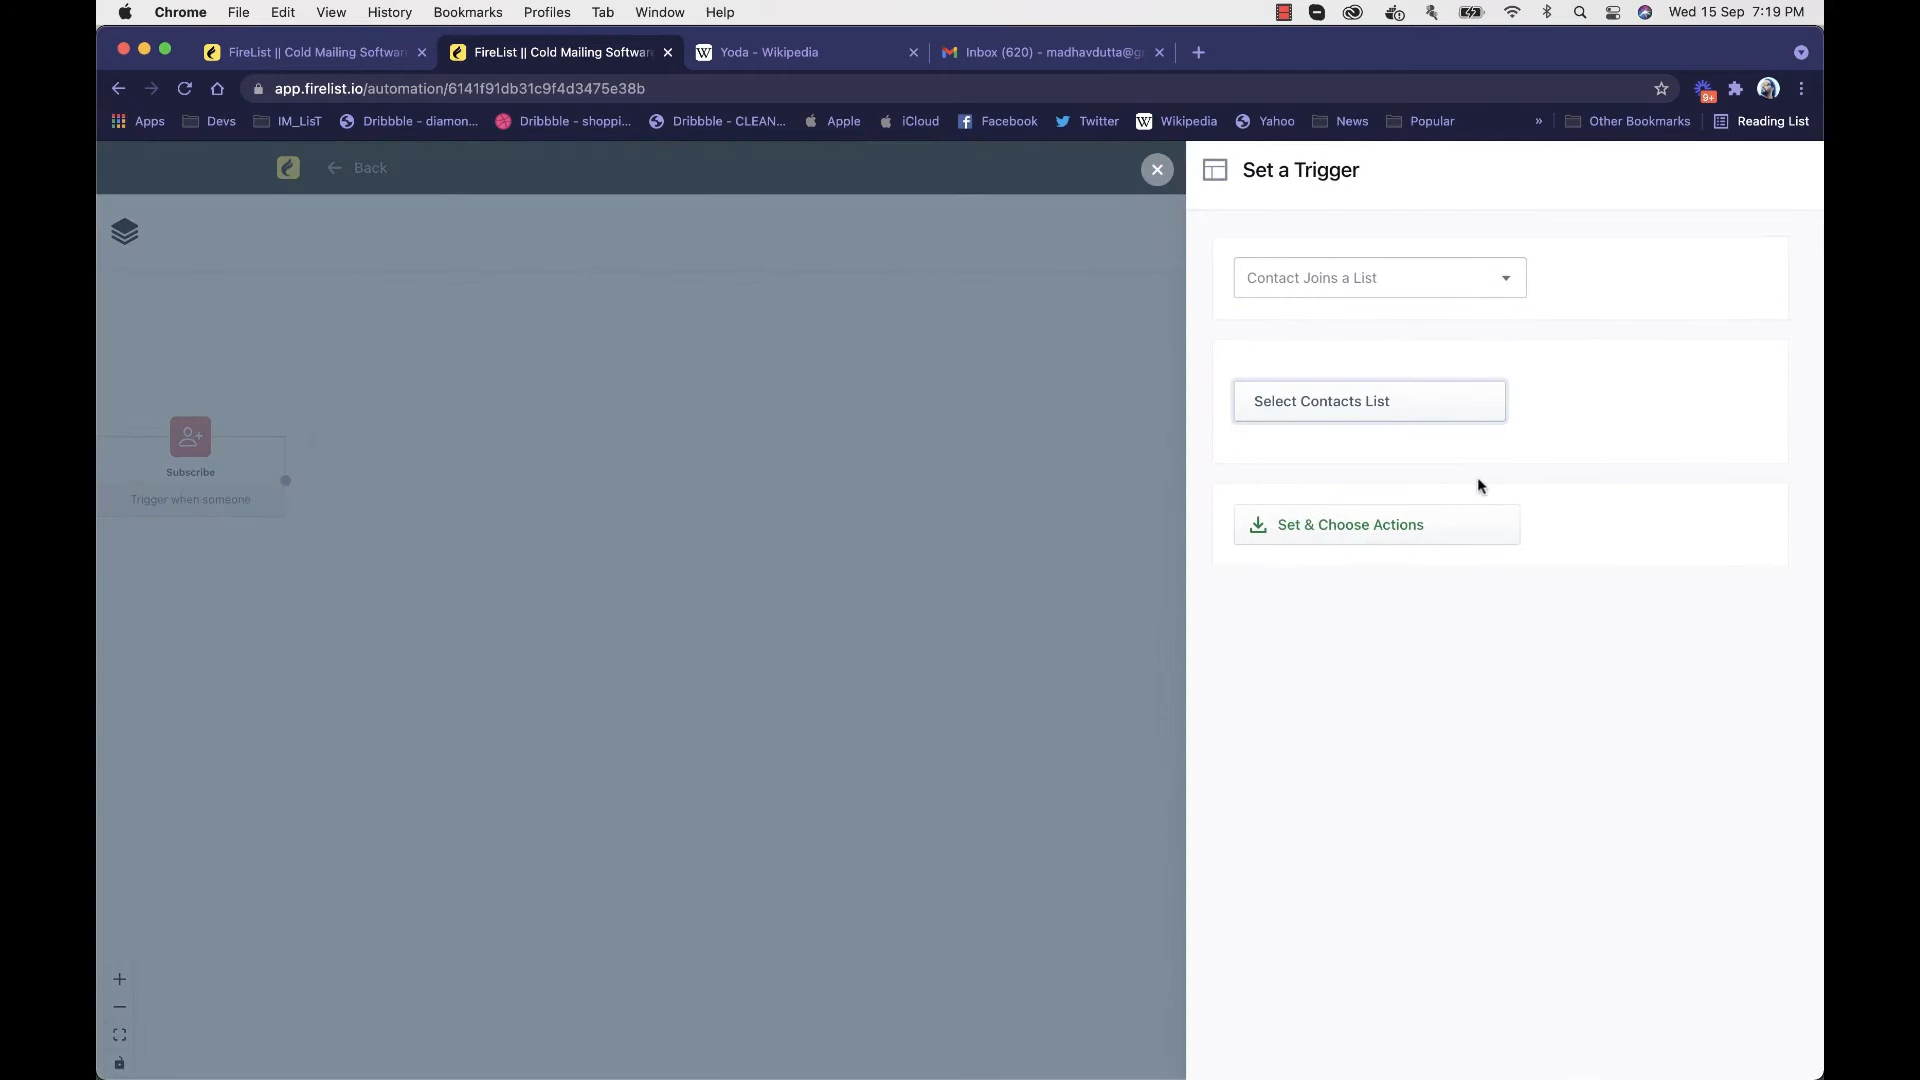 Chrome File Edit View History Bookmarks Profiles Tab Window Help Wed 15 Sep 7:19 PM
FireList || Cold Mailing Software FireList || Cold Mailing Software Yoda - Wikipedia Inbox (620) - madhavdutta@g
app.firelist.io/automation/6141f91db31c9f4d3475e38b 9+
Apps Devs IM_LisT Dribbble - diamon... Dribbble - shoppi... Dribbble - CLEAN... Apple iCloud Facebook Twitter Wikipedia Yahoo News Popular » Other Bookmarks Reading List
Back
Set a Trigger
Contact Joins a List
Select Contacts List
Subscribe
Trigger when someone
Set & Choose Actions